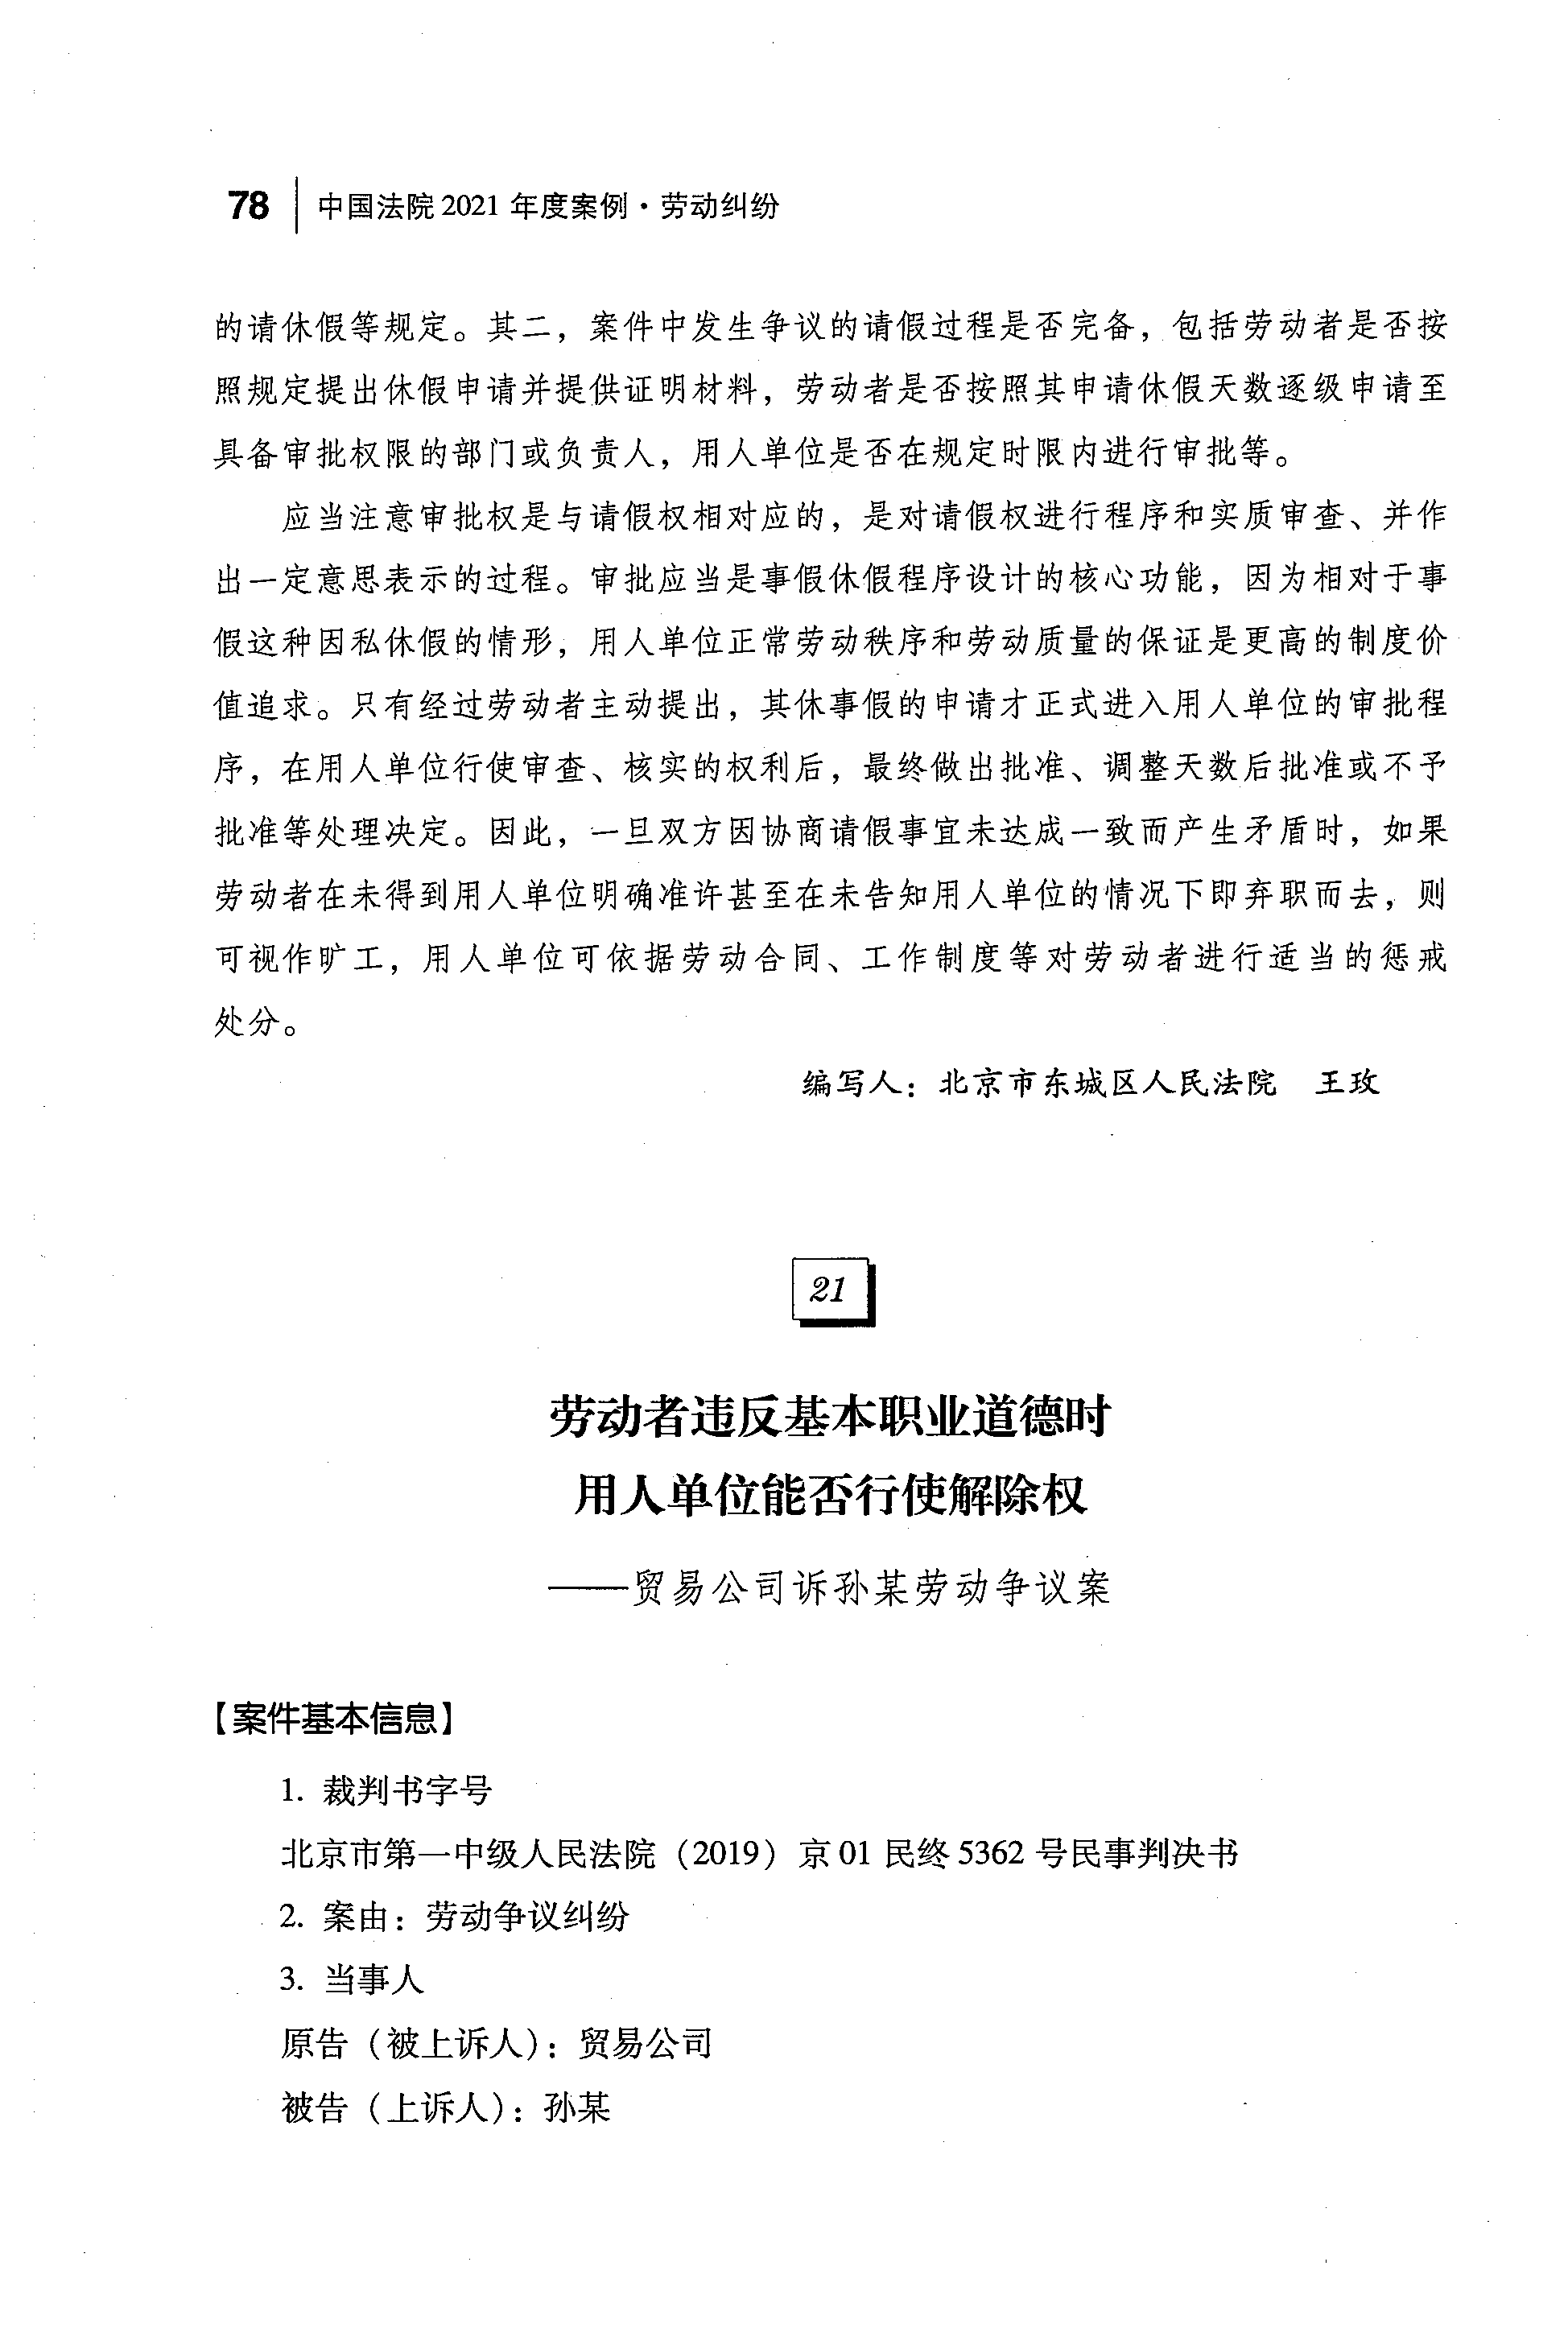 78 中国法院2021年度案例·劳动纠纷
的请休假等规定。其二，案件中发生争议的请假过程是否完备，包括劳动者是否按
照规定提出休假申请并提供证明材料，劳动者是否按照其申请休假天数逐级申请至
具备审批权限的部门或负责人，用人单位是否在规定时限内进行审批等。
应当注意审批权是与请假权相对应的，是对请假权进行程序和实质审查、并作
出一定意思表示的过程。审批应当是事假休假程序设计的核心功能，因为相对于事
假这种因私休假的情形，用人单位正常劳动秩序和劳动质量的保证是更高的制度价
值追求。只有经过劳动者主动提出，其休事假的申请才正式进入用人单位的审批程
序，在用人单位行使审查、核实的权利后，最终做出批准、调整天数后批准或不予
批准等处理决定。因此，一旦双方因协商请假事宜未达成一致而产生矛盾时，如果
劳动者在未得到用人单位明确准许甚至在未告知用人单位的情况下即弃职而去，则
可视作旷工，用人单位可依据劳动合同、工作制度等对劳动者进行适当的惩戒
处分。
编写人：北京市东城区人民法院 王玫
21
劳动者违反基本职业道德时
用人单位能否行使解除权
——贸易公司诉孙某劳动争议案
【案件基本信息】
1. 裁判书字号
北京市第一中级人民法院（2019）京01民终5362号民事判决书
2. 案由：劳动争议纠纷
3. 当事人
原告（被上诉人）：贸易公司
被告（上诉人）：孙某